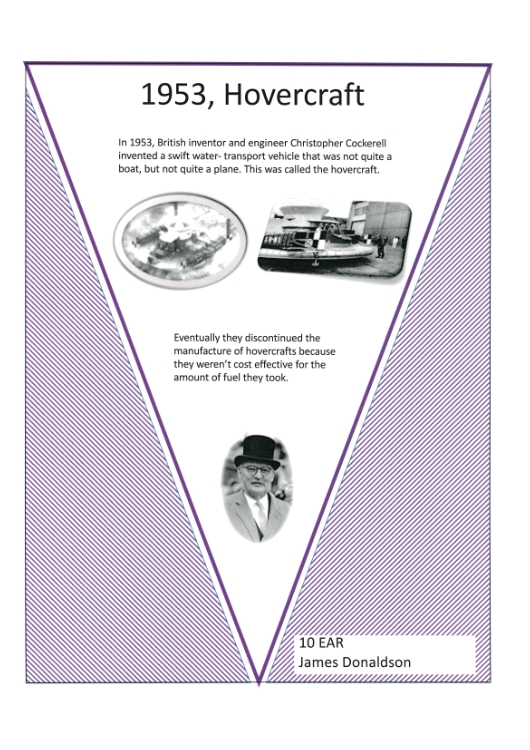 1953, Hovercraft
In 1953, British inventor and engineer Christopher Cockerell
invented a swift water- transport vehicle that was not quite a
boat, but not quite a plane. This was called the hovercraft.
Eventually they discontinued the
manufacture of hovercrafts because
they weren't cost effective for the
amount of fuel they took.
10 EAR
James Donaldson